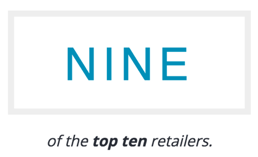 NINE
of the top ten retailers.